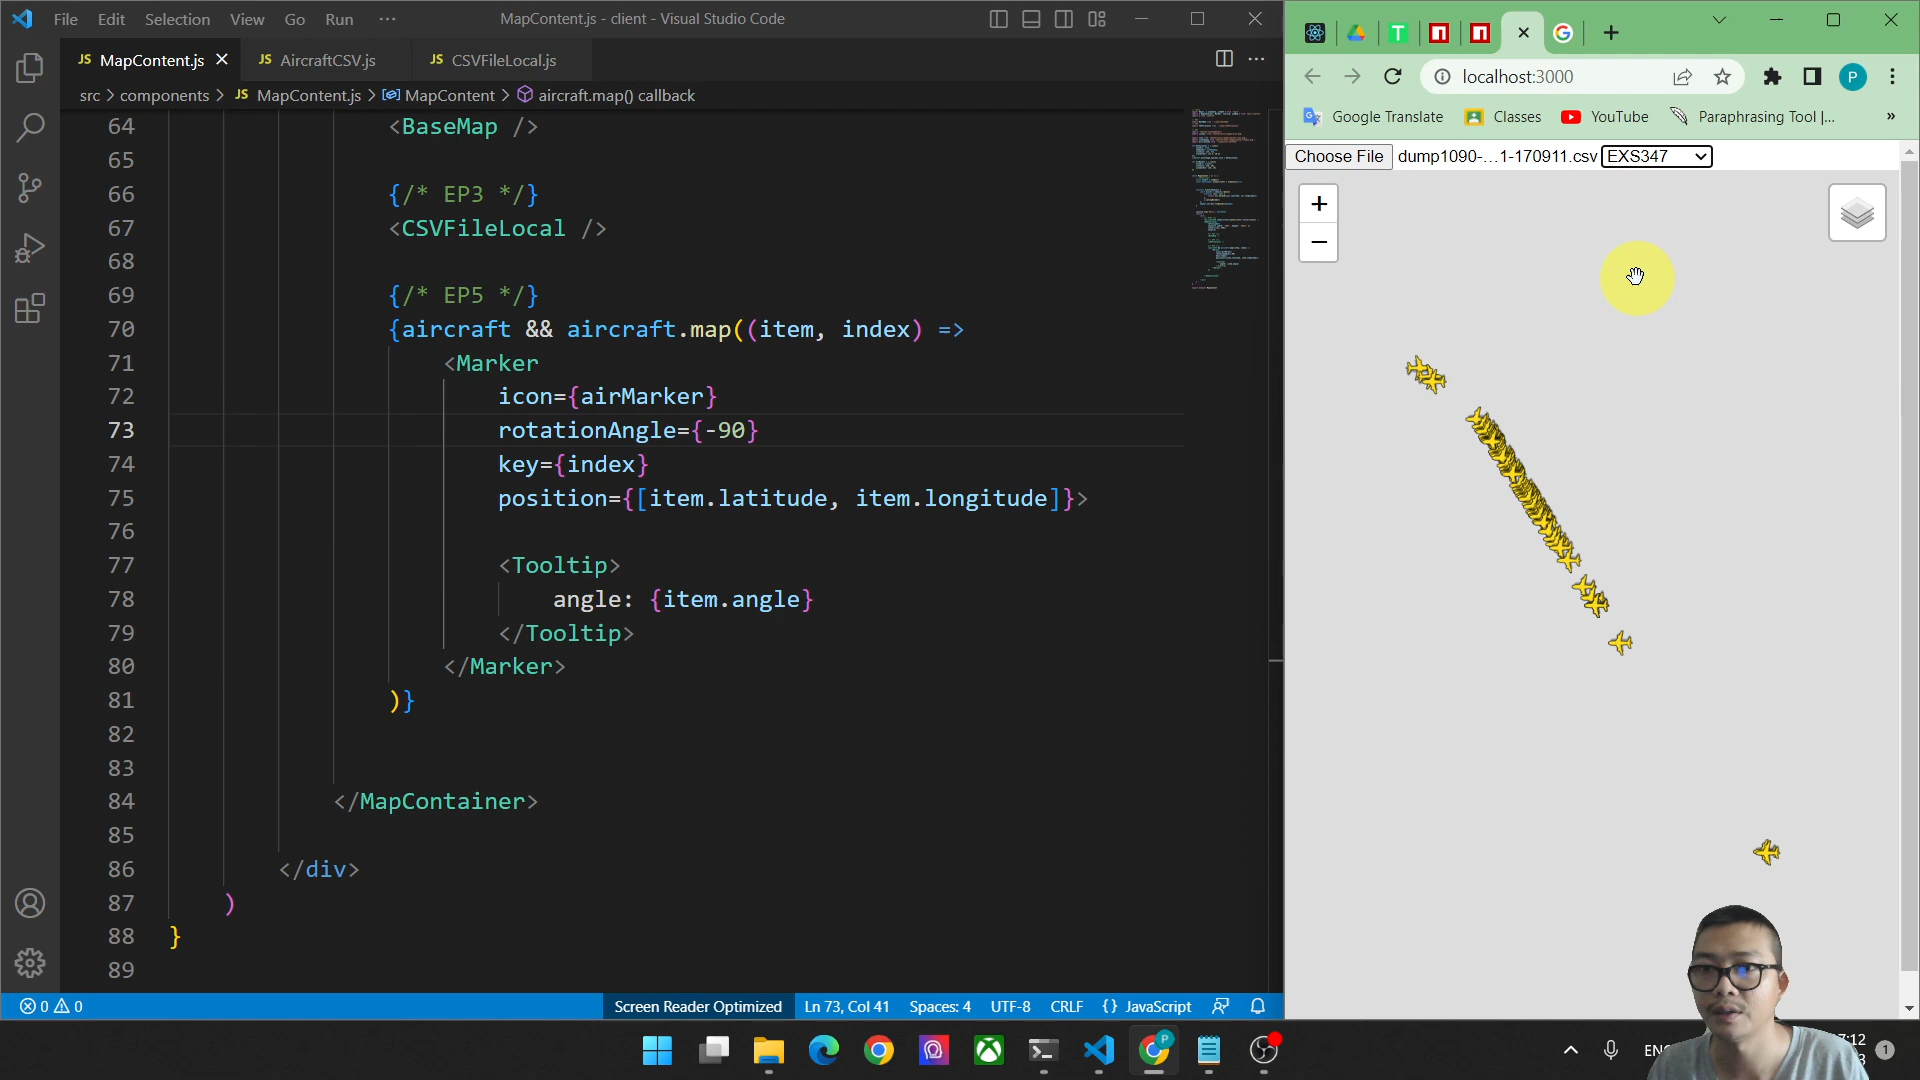 File Edit Selection View Go Run ··· MapContent.js - client - Visual Studio Code
JS MapContent.js JS AircraftCSV.js JS CSVFileLocal.js
src > components > JS MapContent.js > MapContent > aircraft.map() callback
64 <BaseMap />
65
66 {/* EP3 */}
67 <CSVFileLocal />
68
69 {/* EP5 */}
70 {aircraft && aircraft.map((item, index) =>
71 <Marker
72 icon={airMarker}
73 rotationAngle={-90}
74 key={index}
75 position={[item.latitude, item.longitude]}>
76
77 <Tooltip>
78 angle: {item.angle}
79 </Tooltip>
80 </Marker>
81 )}
82
83
84 </MapContainer>
85
86 </div>
87 )
88 }
89
0 0 Screen Reader Optimized Ln 73, Col 41 Spaces: 4 UTF-8 CRLF {} JavaScript
localhost:3000 P
Google Translate Classes YouTube Paraphrasing Tool |... »
Choose File dump1090-...1-170911.csv EXS347
+
−
1